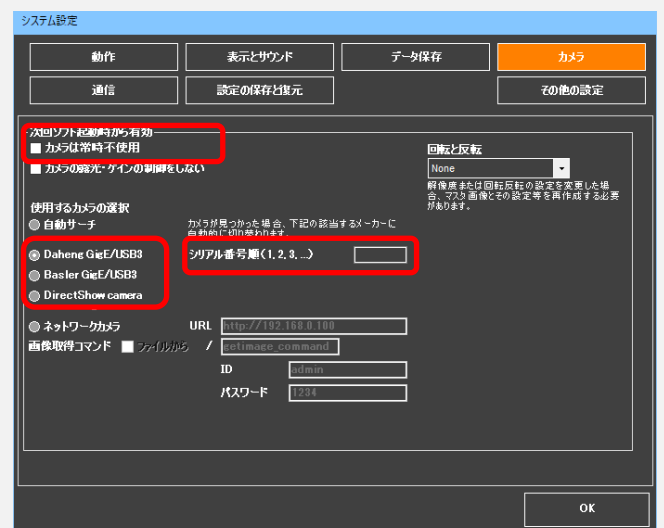 システム設定
動作
表示とサウンド
データ保存
カメラ
通信
設定の保存と復元
その他の設定
次回ソフト起動時から有効
カメラは常時不使用
カメラの露光・ゲインの制御をしない
回転と反転
None
解像度または回転反転の設定を変更した場
合、マスク画像とその設定等を再作成する必要
があります。
使用するカメラの選択
自動サーチ
カメラが見つかった場合、下記の該当するメーカーに
自動的に切り替わります。
Daheng GigE/USB3
シリアル番号順(1, 2, 3, ...)
Basler GigE/USB3
DirectShow camera
ネットワークカメラ
URL http://192.168.0.100
画像取得コマンド ファイルから / getimage_command
ID admin
パスワード 1234
OK